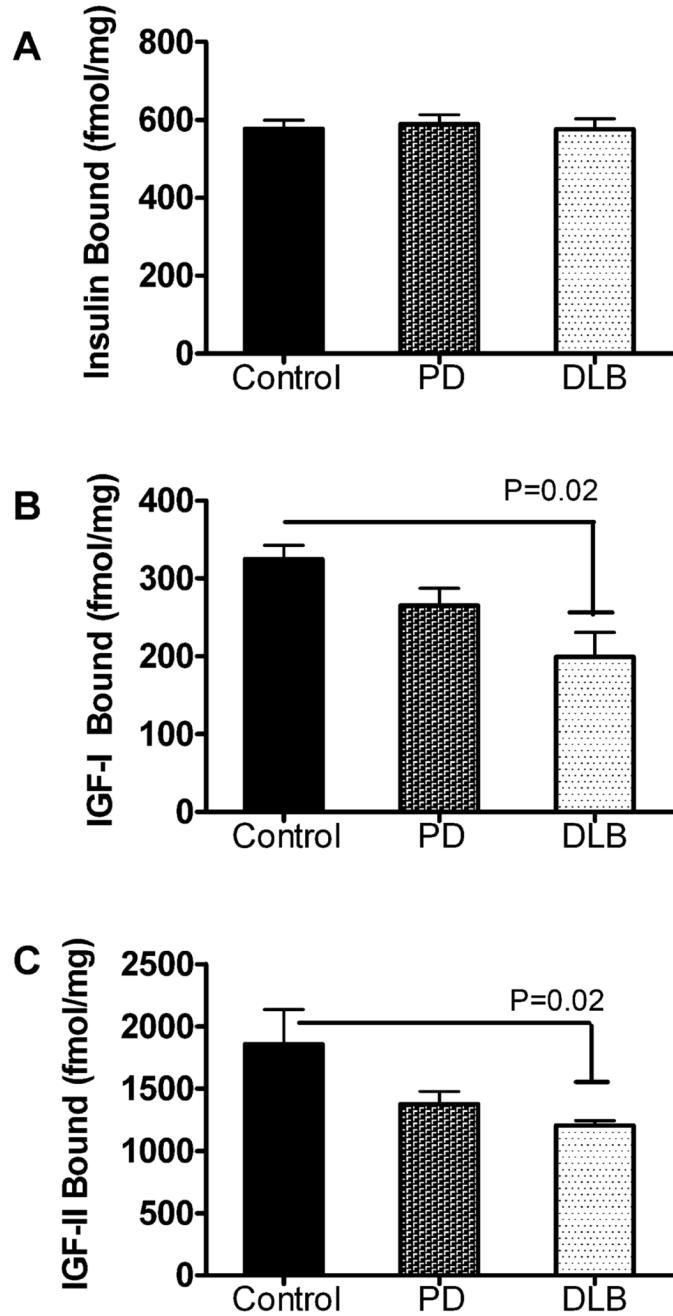 A
Insulin Bound (fmol/mg)
800
600
400
200
0
Control PD DLB
B
IGF-I Bound (fmol/mg)
P=0.02
400
300
200
100
0
Control PD DLB
C
IGF-II Bound (fmol/mg)
2500
P=0.02
2000
1500
1000
500
0
Control PD DLB